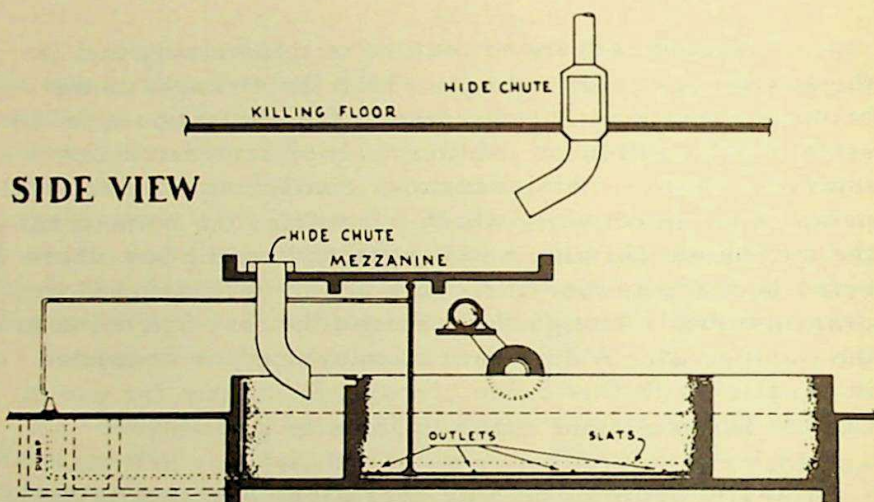 HIDE CHUTE
KILLING FLOOR
SIDE VIEW
HIDE CHUTE
MEZZANINE
OUTLETS
SLATS
PUMP